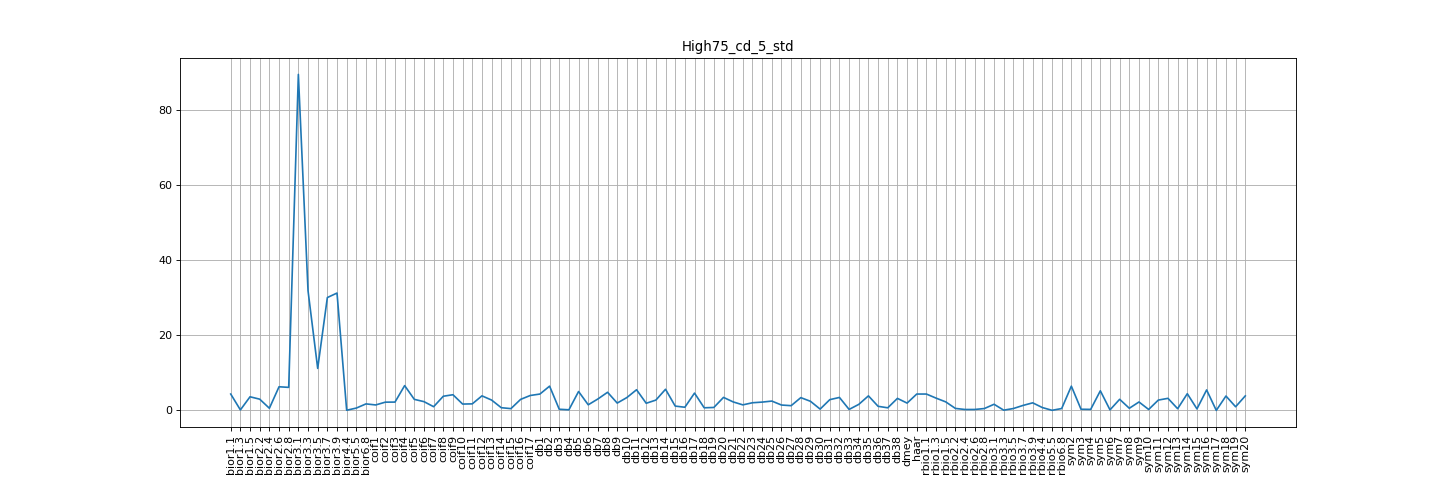 High75_cd_5_std
80
60
40
20
0
bior1.1
bior1.3
bior1.5
bior2.2
bior2.4
bior2.6
bior2.8
bior3.1
bior3.3
bior3.5
bior3.7
bior3.9
bior4.4
bior5.5
bior6.8
coif1
coif2
coif3
coif4
coif5
coif6
coif7
coif8
coif9
coif10
coif11
coif12
coif13
coif14
coif15
coif16
coif17
db1
db2
db3
db4
db5
db6
db7
db8
db9
db10
db11
db12
db13
db14
db15
db16
db17
db18
db19
db20
db21
db22
db23
db24
db25
db26
db27
db28
db29
db30
db31
db32
db33
db34
db35
db36
db37
db38
dmey
haar
rbio1.1
rbio1.3
rbio1.5
rbio2.2
rbio2.4
rbio2.6
rbio2.8
rbio3.1
rbio3.3
rbio3.5
rbio3.7
rbio3.9
rbio4.4
rbio5.5
rbio6.8
sym2
sym3
sym4
sym5
sym6
sym7
sym8
sym9
sym10
sym11
sym12
sym13
sym14
sym15
sym16
sym17
sym18
sym19
sym20